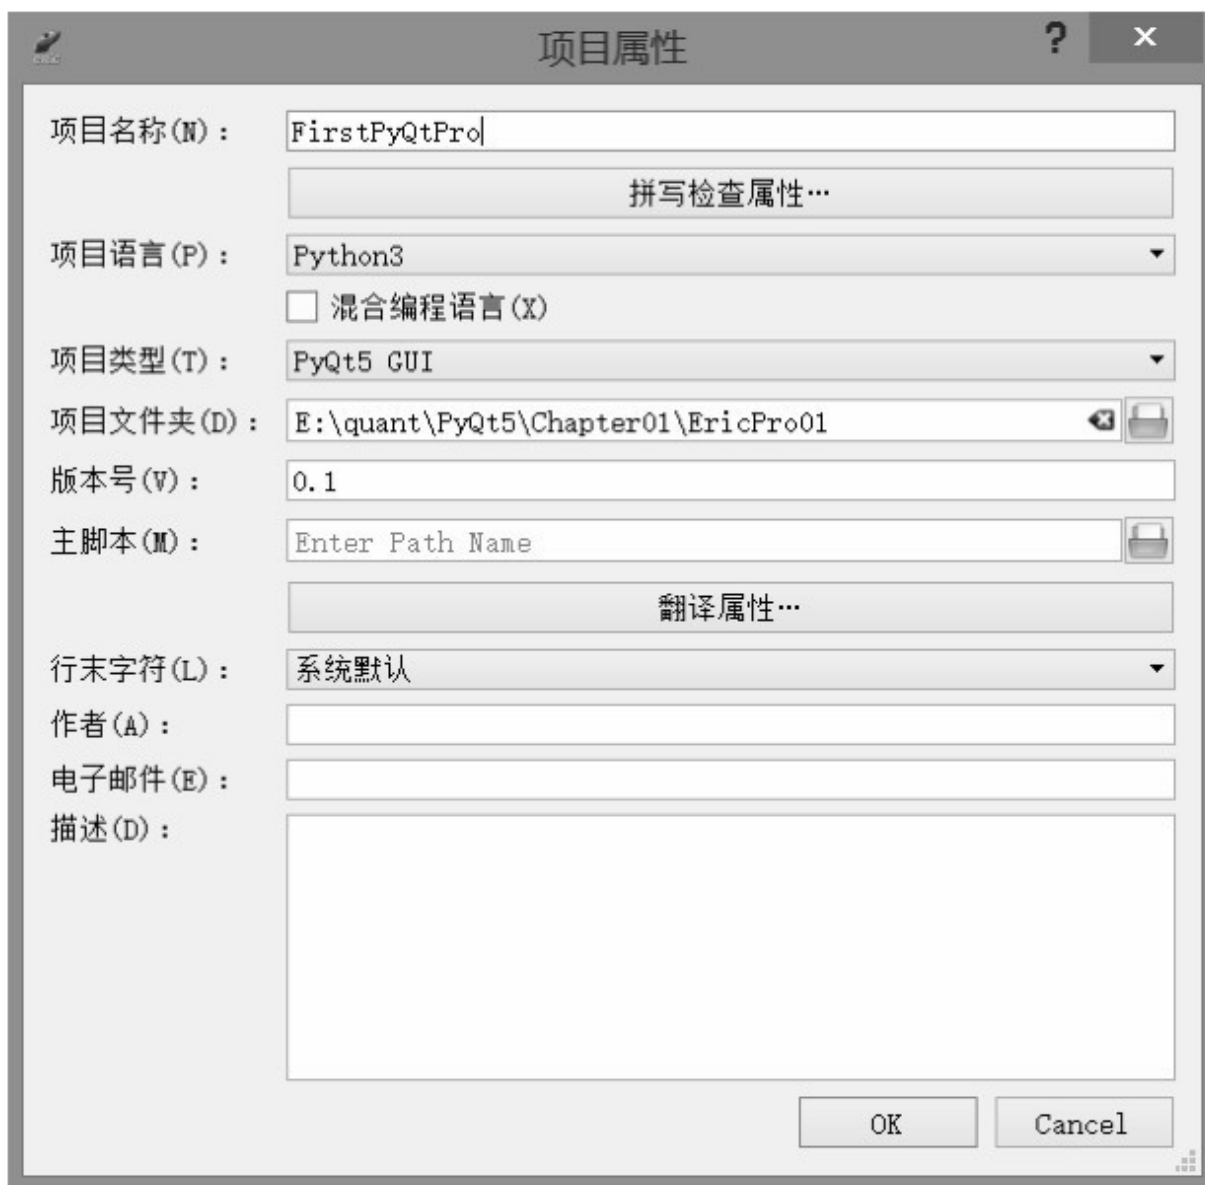 项目属性
?
×
项目名称(N):
FirstPyQtPro
拼写检查属性…
项目语言(P):
Python3
混合编程语言(X)
项目类型(T):
PyQt5 GUI
项目文件夹(D):
E:\quant\PyQt5\Chapter01\EricPro01
版本号(V):
0.1
主脚本(M):
Enter Path Name
翻译属性…
行末字符(L):
系统默认
作者(A):
电子邮件(E):
描述(D):
OK
Cancel